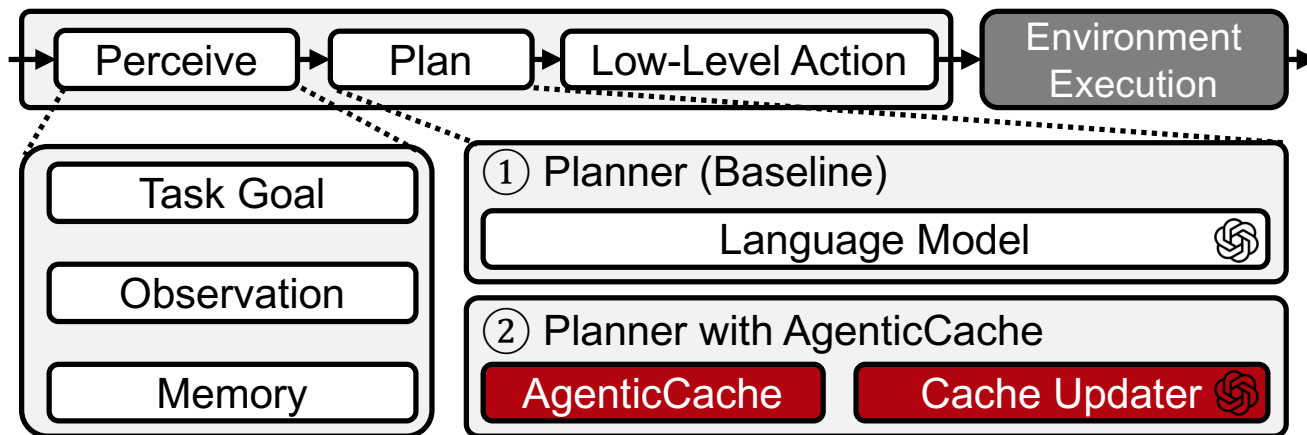 Perceive
Plan
Low-Level Action
Environment
Execution
Task Goal
Observation
Memory
① Planner (Baseline)
Language Model
② Planner with AgenticCache
AgenticCache
Cache Updater